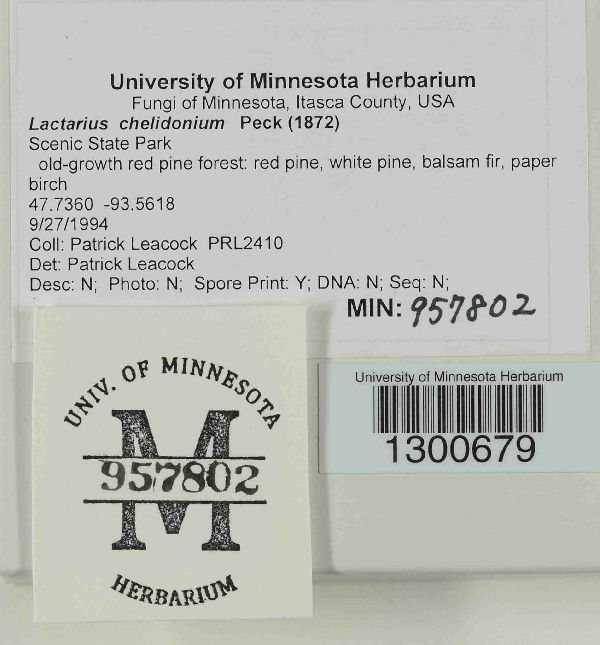 University of Minnesota Herbarium
Fungi of Minnesota, Itasca County, USA
Lactarius chelidonium Peck (1872)
Scenic State Park
old-growth red pine forest: red pine, white pine, balsam fir, paper
birch
47.7360 -93.5618
9/27/1994
Coll: Patrick Leacock PRL2410
Det: Patrick Leacock
Desc: N; Photo: N; Spore Print: Y; DNA: N; Seq: N;
MIN: 957802
University of Minnesota Herbarium
1300679
UNIV. OF MINNESOTA
M
957802
HERBARIUM